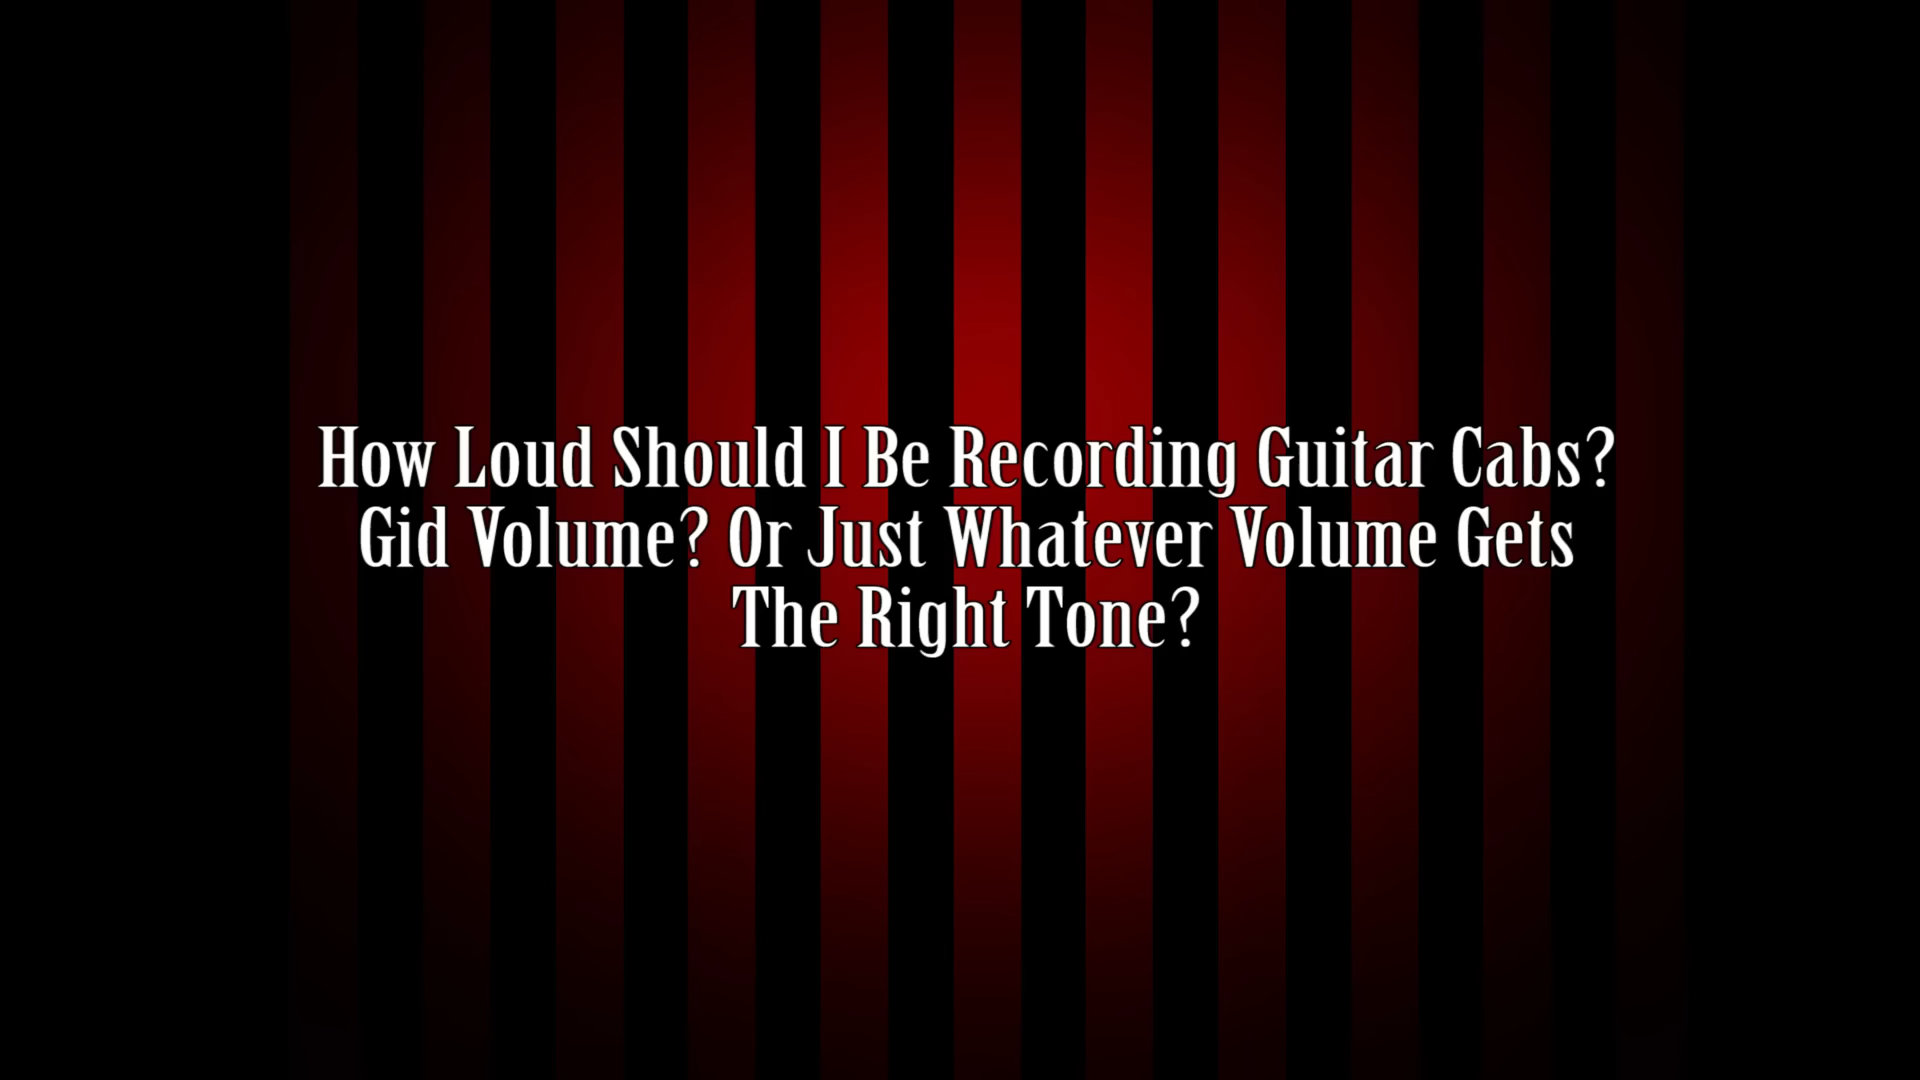 How Loud Should I Be Recording Guitar Cabs?
Gid Volume? Or Just Whatever Volume Gets
The Right Tone?